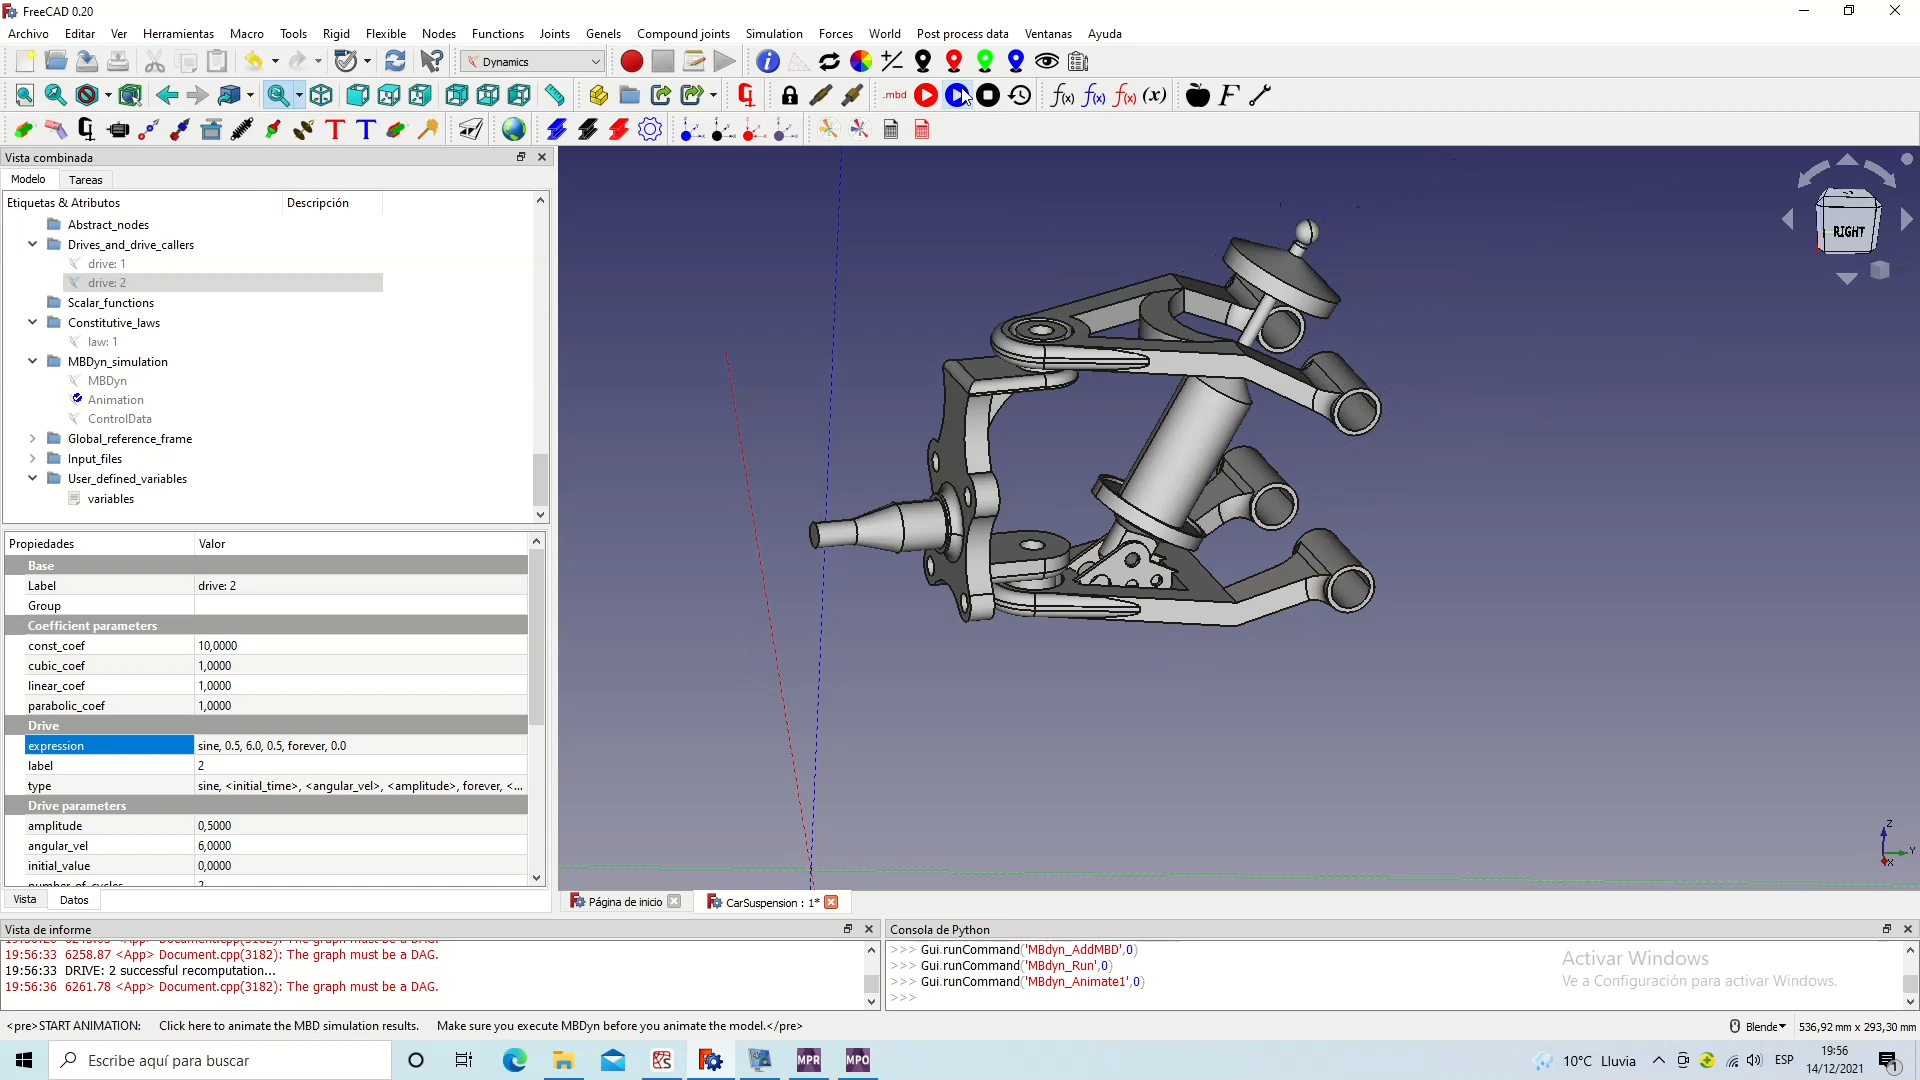 FreeCAD 0.20
Archivo Editar Ver Herramientas Macro Tools Rigid Flexible Nodes Functions Joints Genels Compound joints Simulation Forces World Post process data Ventanas Ayuda
Dynamics
.mbd f(x) f(x) f(x) (x) F
Vista combinada
Modelo Tareas
Etiquetas & Atributos Descripción
Abstract_nodes
Drives_and_drive_callers
drive: 1
drive: 2
Scalar_functions
Constitutive_laws
law: 1
MBDyn_simulation
MBDyn
Animation
ControlData
Global_reference_frame
Input_files
User_defined_variables
variables
Propiedades Valor
Base
Label drive: 2
Group
Coefficient parameters
const_coef 10,0000
cubic_coef 1,0000
linear_coef 1,0000
parabolic_coef 1,0000
Drive
expression sine, 0.5, 6.0, 0.5, forever, 0.0
label 2
type sine, <initial_time>, <angular_vel>, <amplitude>, forever, <...
Drive parameters
amplitude 0,5000
angular_vel 6,0000
initial_value 0,0000
number_of_cycles 2
Vista Datos
RIGHT
Z
Y
X
Página de inicio CarSuspension : 1*
Vista de informe
19:56:33 6258.87 <App> Document.cpp(3182): The graph must be a DAG.
19:56:33 DRIVE: 2 successful recomputation...
19:56:36 6261.78 <App> Document.cpp(3182): The graph must be a DAG.
Consola de Python
>>> Gui.runCommand('MBdyn_AddMBD',0)
>>> Gui.runCommand('MBdyn_Run',0)
>>> Gui.runCommand('MBdyn_Animate1',0)
>>>
Activar Windows
Ve a Configuración para activar Windows.
<pre>START ANIMATION: Click here to animate the MBD simulation results. Make sure you execute MBDyn before you animate the model.</pre>
Blender 536,92 mm x 293,30 mm
Escribe aquí para buscar
MPR MPO
10°C Lluvia ESP
19:56
14/12/2021
1